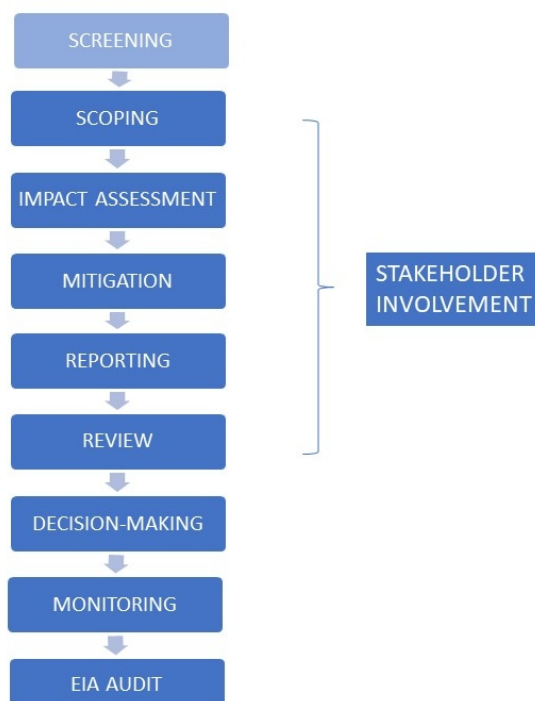 SCREENING
SCOPING
IMPACT ASSESSMENT
MITIGATION
REPORTING
REVIEW
DECISION-MAKING
MONITORING
EIA AUDIT
STAKEHOLDER
INVOLVEMENT